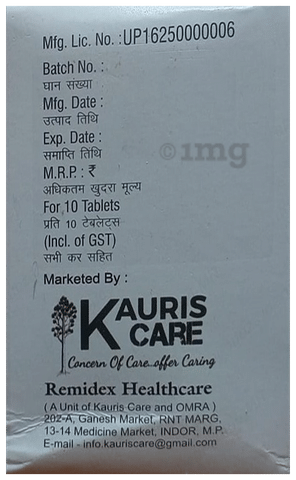 Mfg. Lic. No. :UP16250000006
Batch No. :
घान संख्या
Mfg. Date :
उत्पाद तिथि
Exp. Date :
समाप्ति तिथि
M.R.P. : ₹
अधिकतम खुदरा मूल्य
For 10 Tablets
प्रति 10 टेबलेट्स
(Incl. of GST)
सभी कर सहित
©1mg
Marketed By :
KAURIS
CARE
Concern Of Care...offer Caring
Remidex Healthcare
( A Unit of Kauris Care and OMRA )
202-A, Ganesh Market, RNT MARG,
13-14 Medicine Market, INDOR, M.P.
E-mail - info.kauriscare@gmail.com